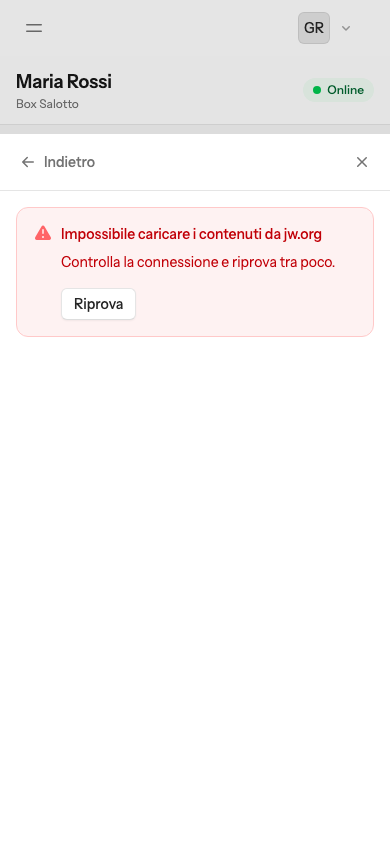 GR
Maria Rossi
Box Salotto
Online
Indietro
Impossibile caricare i contenuti da jw.org
Controlla la connessione e riprova tra poco.
Riprova